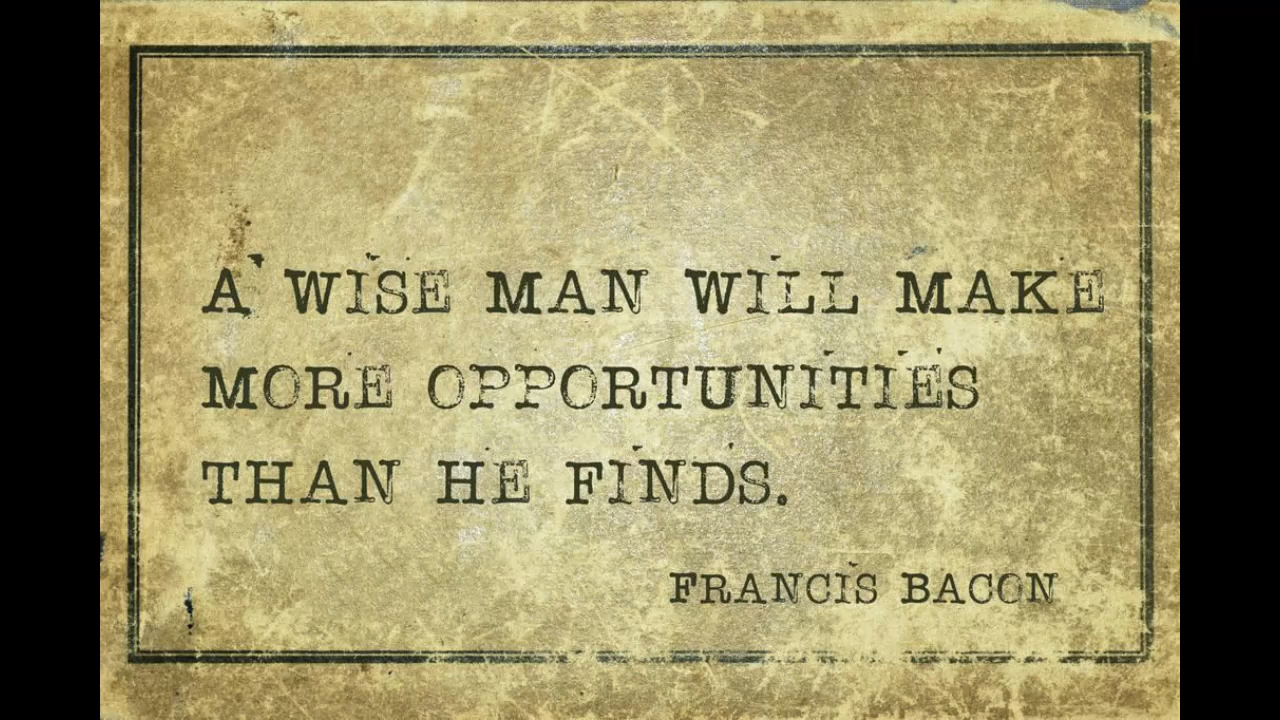 A WISE MAN WILL MAKE
MORE OPPORTUNITIES
THAN HE FINDS.
FRANCIS BACON